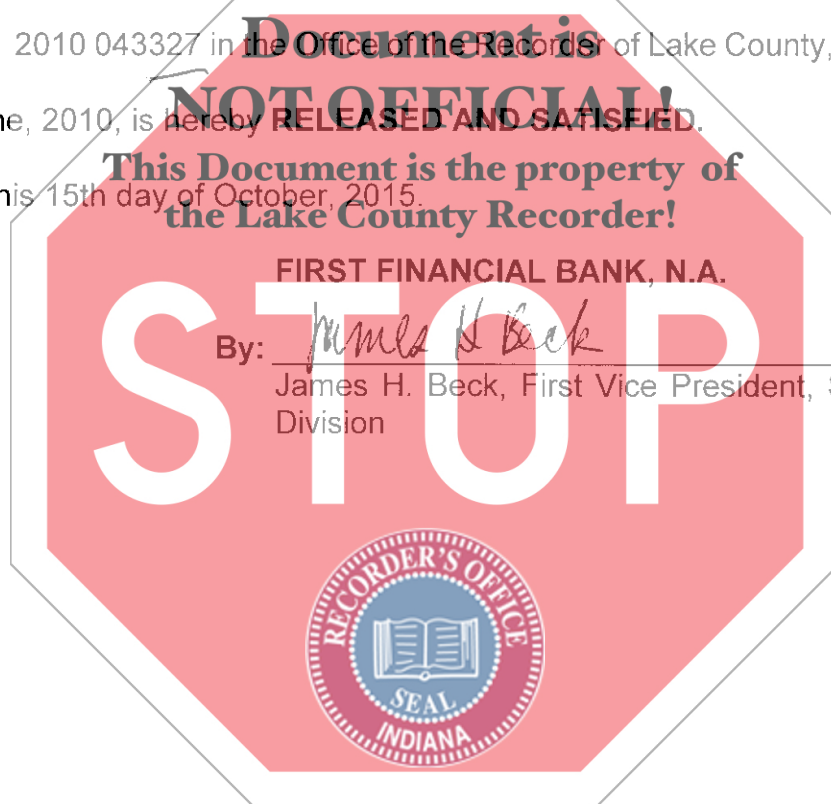 Document is
2010 043327 in the Office of the Recorder of Lake County,
NOT OFFICIAL!
ne, 2010, is hereby RELEASED AND SATISFIED.
This Document is the property of
his 15th day of October, 2015.
the Lake County Recorder!
FIRST FINANCIAL BANK, N.A.
By: James H Beck
James H. Beck, First Vice President,
Division
STOP
RECORDER'S OFFICE
SEAL
INDIANA